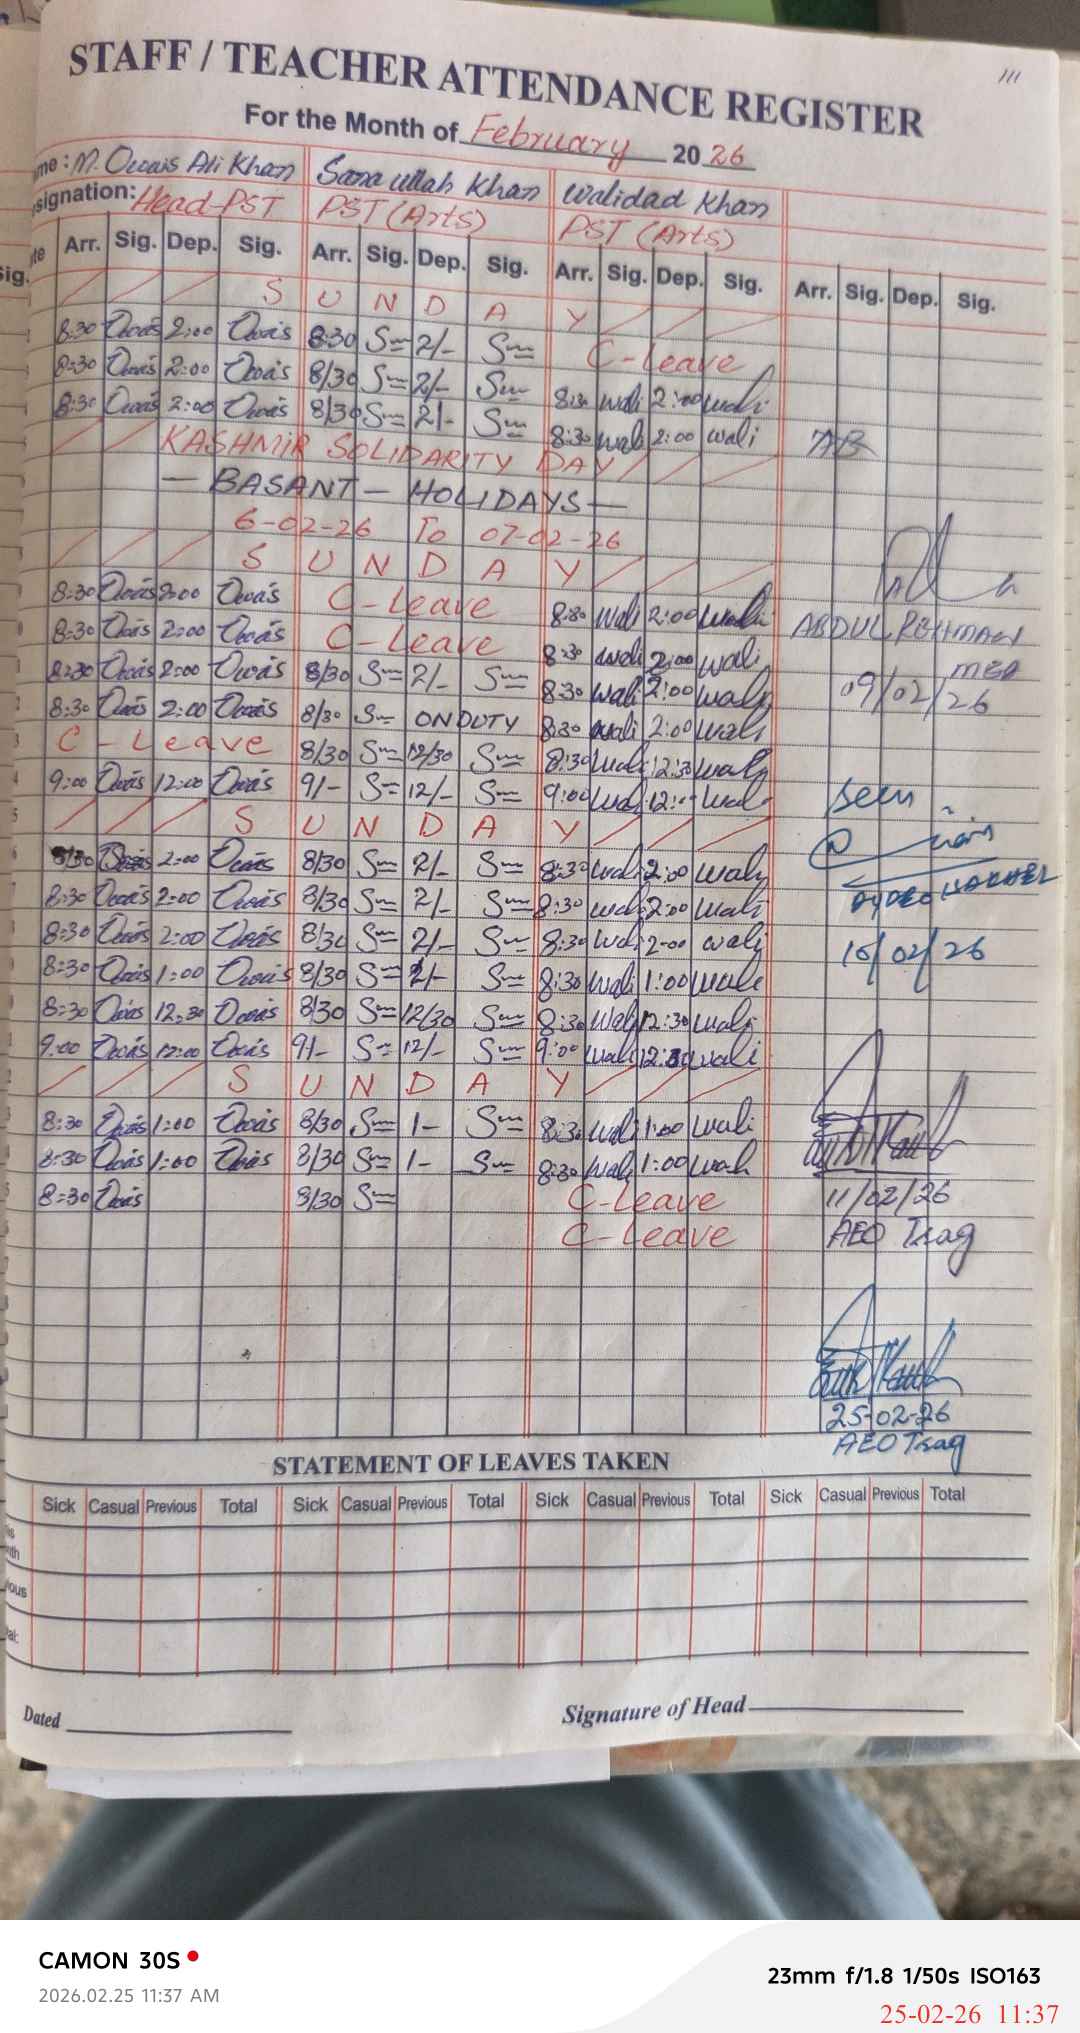 111
STAFF / TEACHER ATTENDANCE REGISTER
For the Month of February 2026
me : M. Owais Ali Khan Sana ullah Khan Walidad Khan
signation: Head-PST PST (Arts) PST (Arts)
te Arr. Sig. Dep. Sig. Arr. Sig. Dep. Sig. Arr. Sig. Dep. Sig. Arr. Sig. Dep. Sig.
Sig.
S U N D A Y
8:30 Owais 2:00 Owais 8:30 2/- C-Leave
8:30 Owais 2:00 Owais 8/30 2/- 8:30 wali 2:00 wali
8:30 Owais 2:00 Owais 8/30 2/- 8:30 wali 2:00 wali AB
KASHMIR SOLIDARITY DAY
— BASANT — HOLIDAYS —
6-02-26 To 07-02-26
S U N D A Y
8:30 Owais 2:00 Owais C-Leave 8:30 wali 2:00 wali ABDUL REHMAN
8:30 Owais 2:00 Owais C-Leave 8:30 wali 2:00 wali MEA
8:30 Owais 2:00 Owais 8/30 2/- 8:30 wali 2:00 wali 09/02/26
8:30 Owais 2:00 Owais 8/30 ON DUTY 8:30 wali 2:00 wali
C - Leave 8/30 12/30 8:30 wali 12:30 wali
9:00 Owais 12:00 Owais 9/- 12/- 9:00 wali 12:00 wali Seen
S U N D A Y
8/30 Owais 2:00 Owais 8/30 2/- 8:30 wali 2:00 wali
8:30 Owais 2:00 Owais 8/30 2/- 8:30 wali 2:00 wali
8:30 Owais 2:00 Owais 8/30 2/- 8:30 wali 2:00 wali 16/02/26
8:30 Owais 1:00 Owais 8/30 2/- 8:30 wali 1:00 wali
8:30 Owais 12:30 Owais 8/30 12/30 8:30 wali 12:30 wali
9:00 Owais 12:00 Owais 9/- 12/- 9:00 wali 12:30 wali
S U N D A Y
8:30 Owais 1:00 Owais 8/30 1- 8:30 wali 1:00 wali
8:30 Owais 1:00 Owais 8/30 1- 8:30 wali 1:00 wali
8:30 Owais 8/30 C-Leave 11/02/26
C-Leave AEO Tsag
25-02-26
AEO Tsag
STATEMENT OF LEAVES TAKEN
Sick Casual Previous Total Sick Casual Previous Total Sick Casual Previous Total Sick Casual Previous Total
Dated
Signature of Head
CAMON 30S
2026.02.25 11:37 AM
23mm f/1.8 1/50s ISO163
25-02-26 11:37